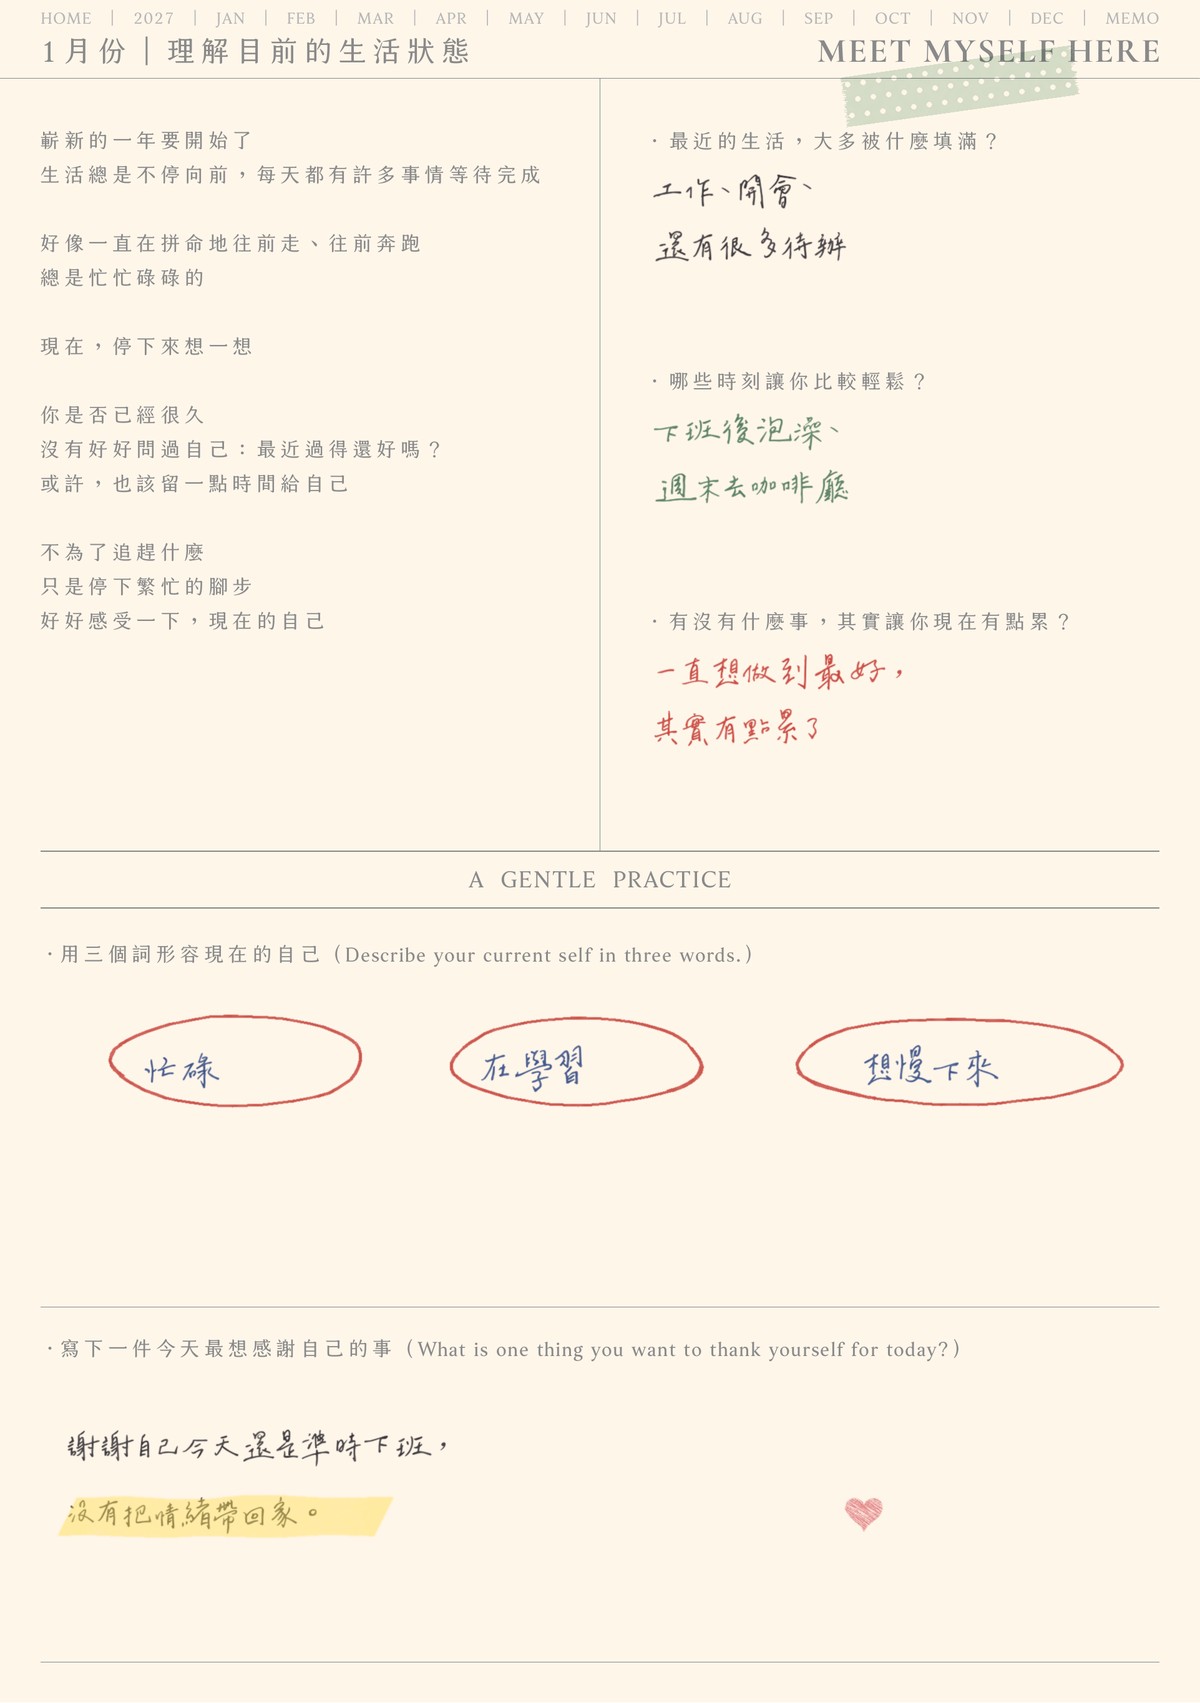 HOME | 2027 | JAN | FEB | MAR | APR | MAY | JUN | JUL | AUG | SEP | OCT | NOV | DEC | MEMO
1月份｜理解目前的生活狀態
MEET MYSELF HERE
嶄新的一年要開始了
生活總是不停向前，每天都有許多事情等待完成
好像一直在拼命地往前走、往前奔跑
總是忙忙碌碌的
現在，停下來想一想
你是否已經很久
沒有好好問過自己：最近過得還好嗎？
或許，也該留一點時間給自己
不為了追趕什麼
只是停下繁忙的腳步
好好感受一下，現在的自己
· 最近的生活，大多被什麼填滿？
工作、開會、
還有很多待辦
· 哪些時刻讓你比較輕鬆？
下班後泡澡、
週末去咖啡廳
· 有沒有什麼事，其實讓你現在有點累？
一直想做到最好，
其實有點累了
A GENTLE PRACTICE
· 用三個詞形容現在的自己（Describe your current self in three words.）
忙碌
在學習
想慢下來
· 寫下一件今天最想感謝自己的事（What is one thing you want to thank yourself for today?）
謝謝自己今天還是準時下班，
沒有把情緒帶回家。